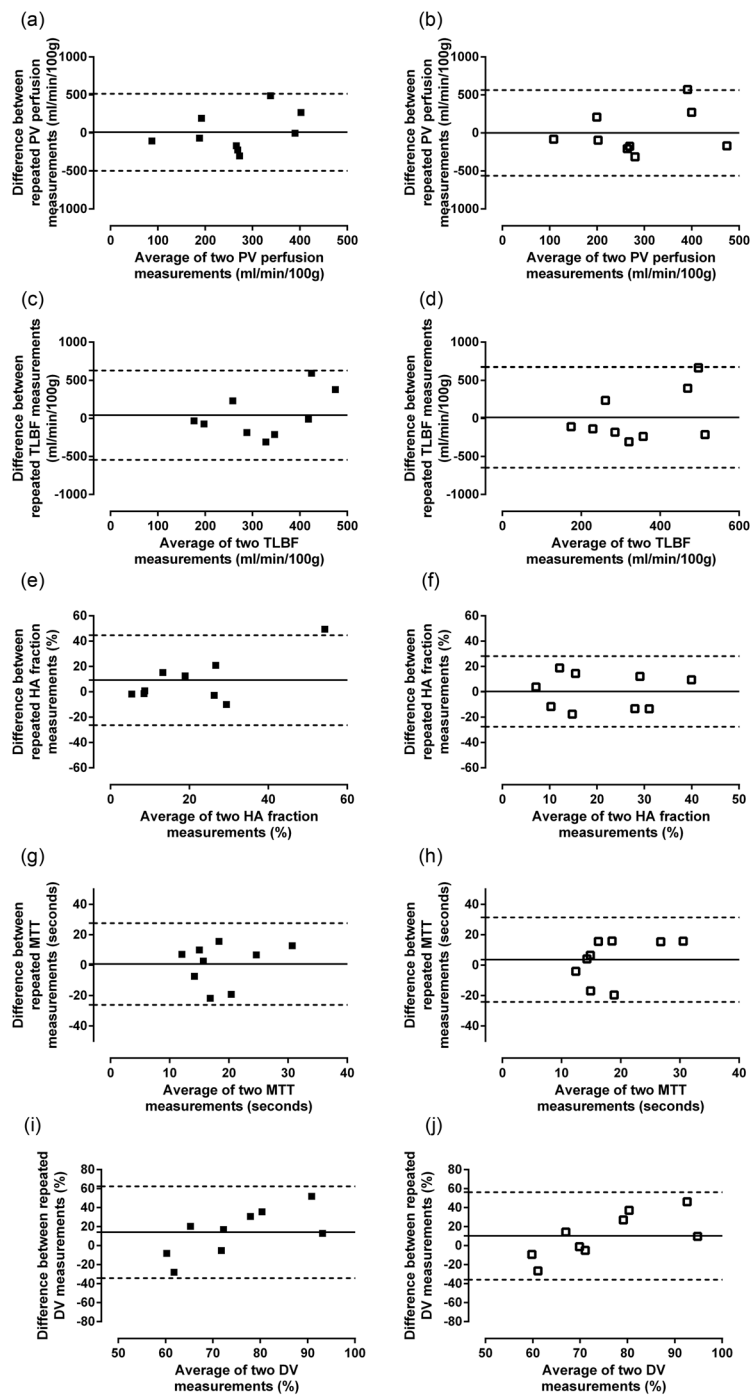 (a)
Difference between
repeated PV perfusion
measurements (ml/min/100g)
1000
500
0
-500
1000
0 100 200 300 400 500
Average of two PV perfusion
measurements (ml/min/100g)
(b)
Difference between
repeated PV perfusion
measurements (ml/min/100g)
1000
500
0
-500
1000
0 100 200 300 400 500
Average of two PV perfusion
measurements (ml/min/100g)
(c)
Difference between
repeated TLBF measurements
(ml/min/100g)
1000
500
0
-500
-1000
0 100 200 300 400 500
Average of two TLBF
measurements (ml/min/100g)
(d)
Difference between
repeated TLBF measurements
(ml/min/100g)
1000
500
0
-500
-1000
0 200 400 600
Average of two TLBF
measurements (ml/min/100g)
(e)
Difference between
repeated HA fraction
measurements (%)
60
40
20
0
-20
-40
-60
0 20 40 60
Average of two HA fraction
measurements (%)
(f)
Difference between
repeated HA fraction
measurements (%)
60
40
20
0
-20
-40
-60
0 10 20 30 40 50
Average of two HA fraction
measurements (%)
(g)
Difference between
repeated MTT
measurements (seconds)
40
20
0
-20
-40
0 10 20 30 40
Average of two MTT
measurements (seconds)
(h)
Difference between
repeated MTT
measurements (seconds)
40
20
0
-20
-40
0 10 20 30 40
Average of two MTT
measurements (seconds)
(i)
Difference between repeated
DV measurements (%)
80
60
40
20
0
-20
-40
-60
-80
50 60 70 80 90 100
Average of two DV
measurements (%)
(j)
Difference between repeated
DV measurements (%)
80
60
40
20
0
-20
-40
-60
-80
50 60 70 80 90 100
Average of two DV
measurements (%)